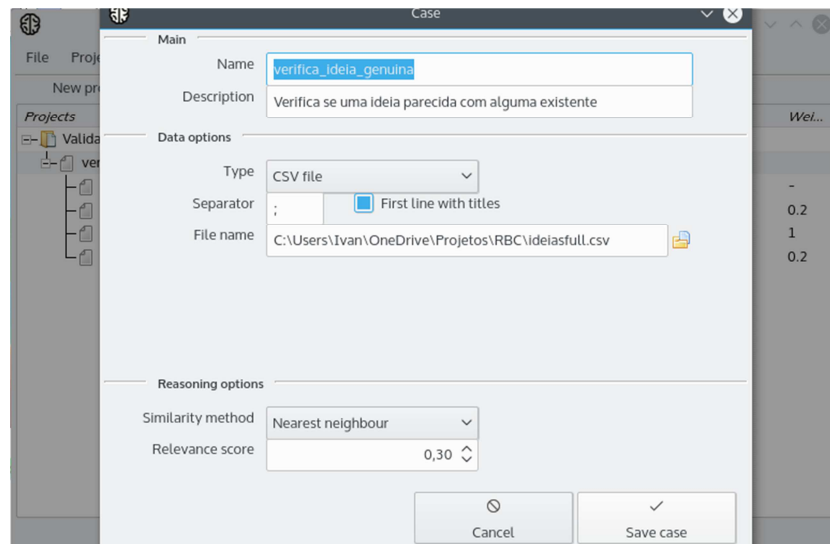 Case
File Proje
Main
New pro
Name verifica_ideia_genuina
Description Verifica se uma ideia parecida com alguma existente
Projects Wei...
Data options
Valida
ver
Type CSV file
-
Separator ; First line with titles
0.2
File name C:\Users\Ivan\OneDrive\Projetos\RBC\ideiasfull.csv
1
0.2
Reasoning options
Similarity method Nearest neighbour
Relevance score 0,30
Cancel Save case